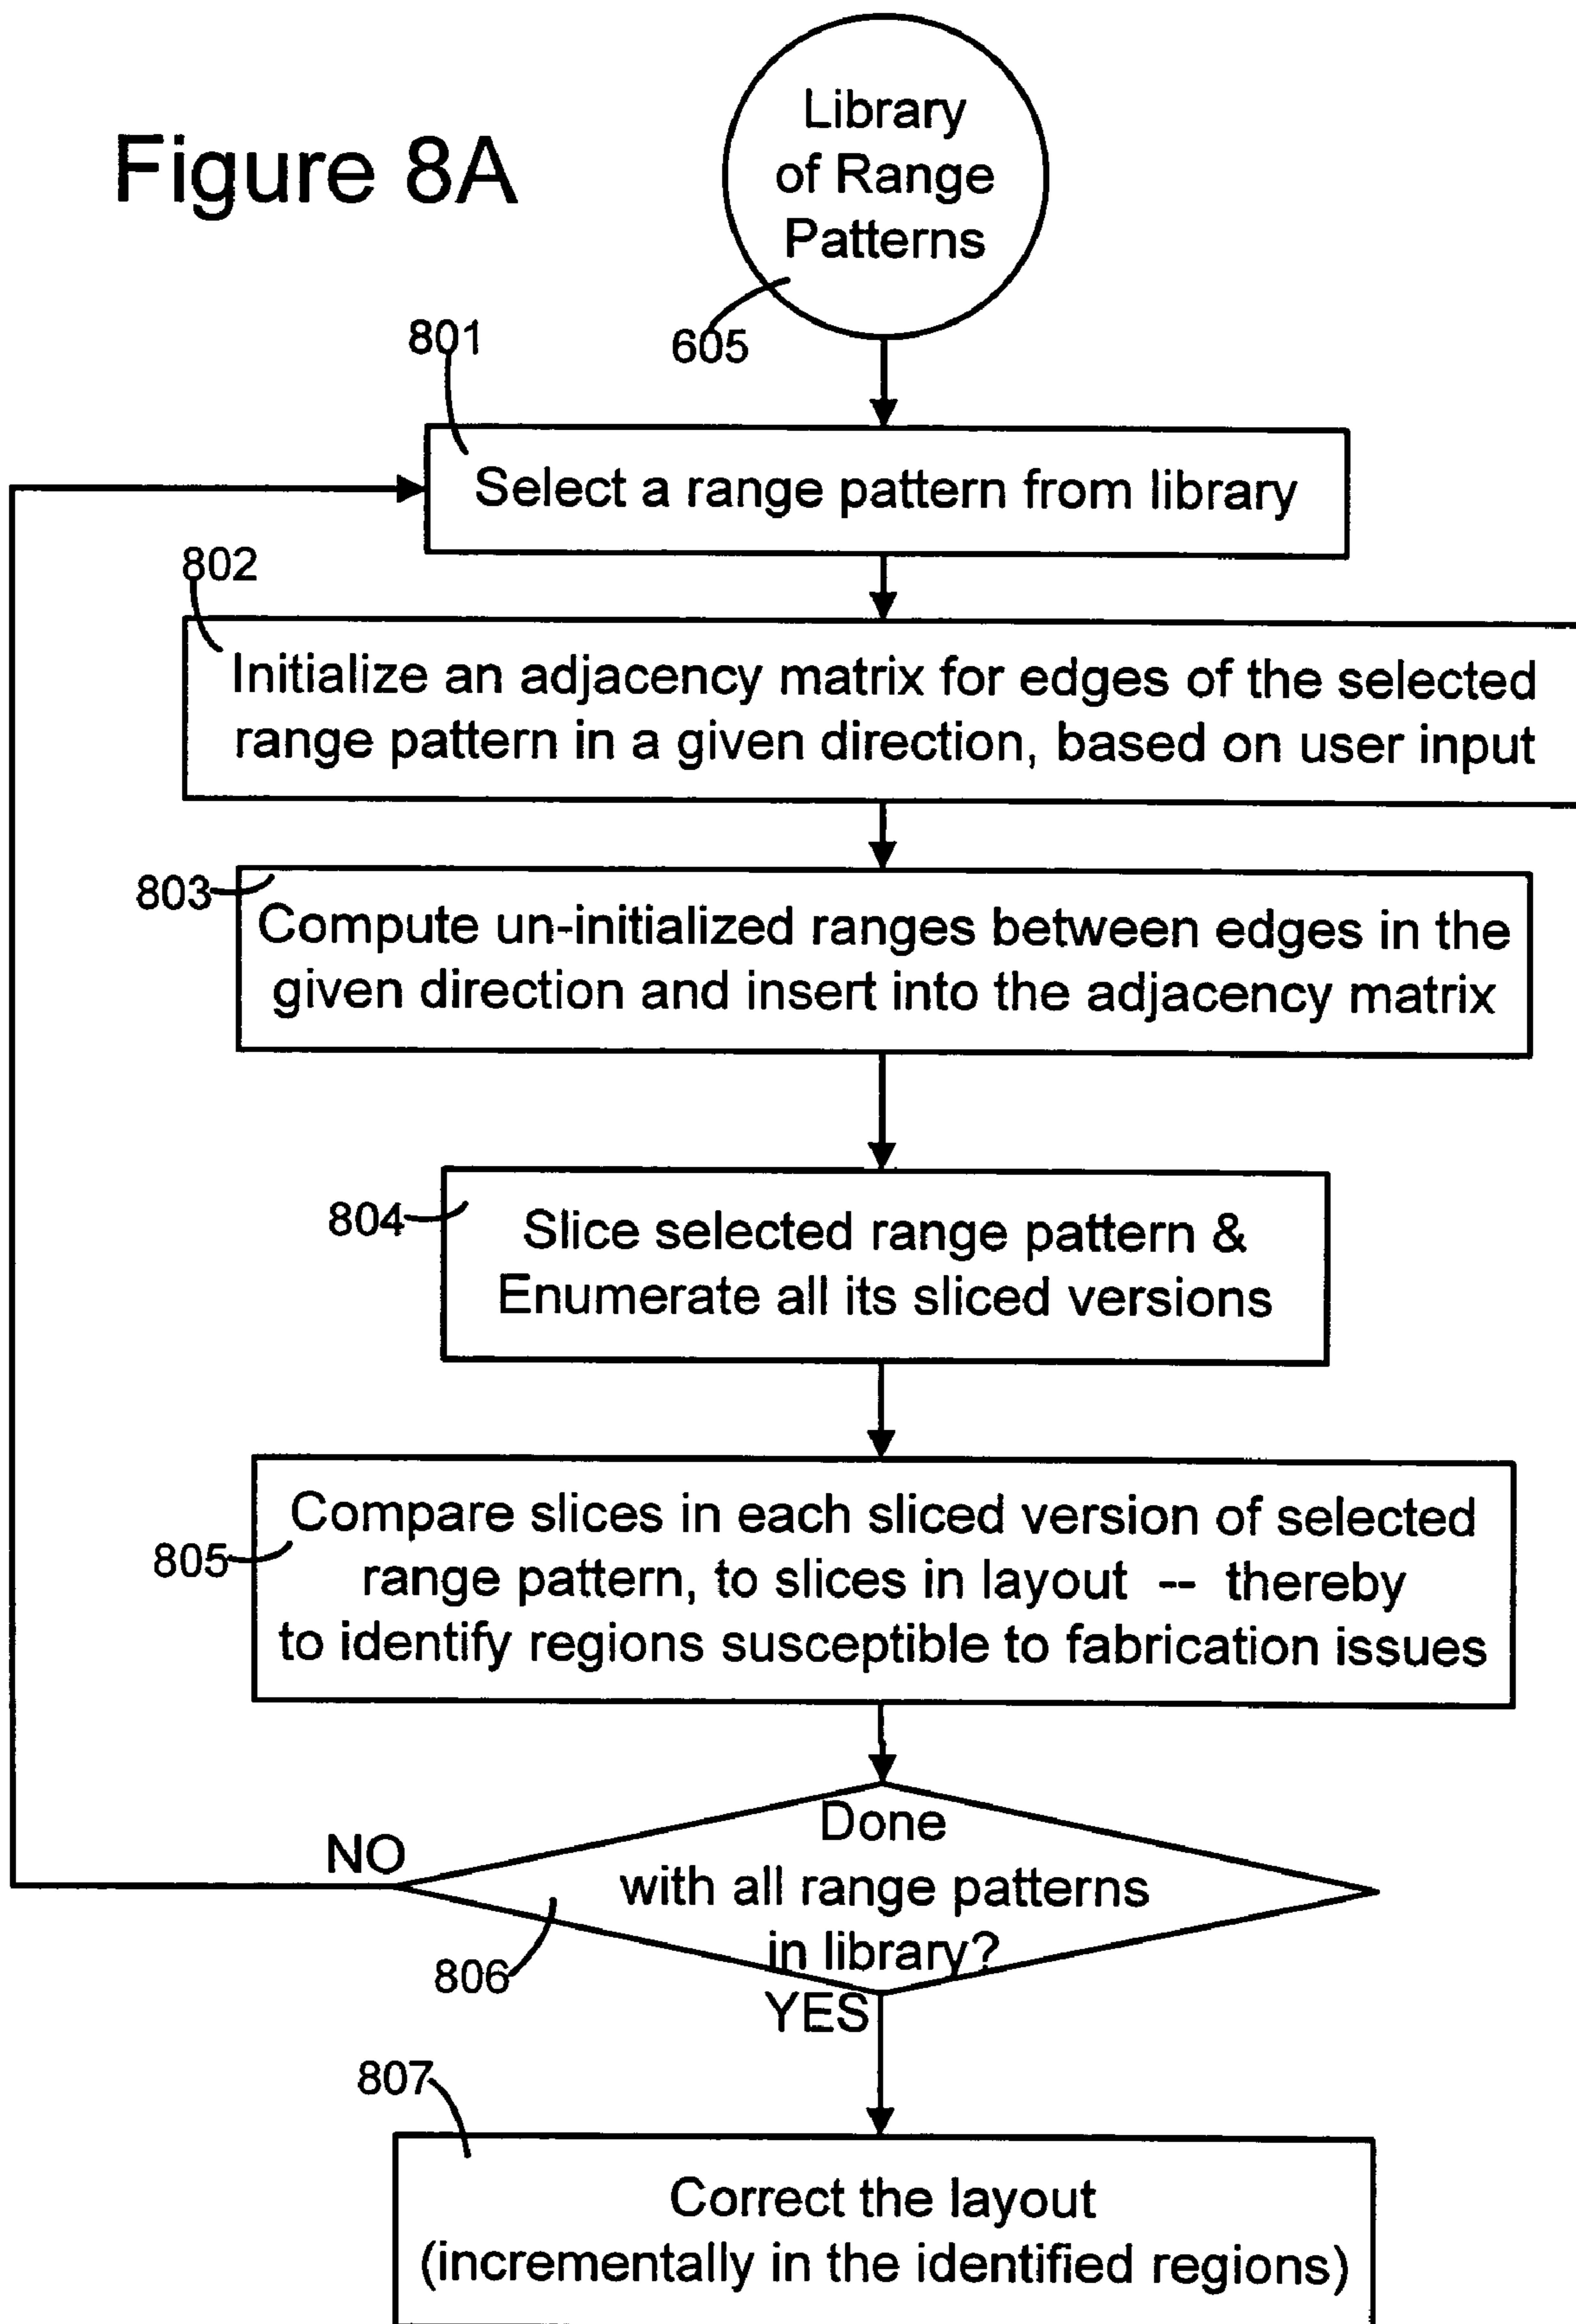 Figure 8A
Library
of Range
Patterns
605
801
Select a range pattern from library
802
Initialize an adjacency matrix for edges of the selected
range pattern in a given direction, based on user input
803
Compute un-initialized ranges between edges in the
given direction and insert into the adjacency matrix
804
Slice selected range pattern &
Enumerate all its sliced versions
805
Compare slices in each sliced version of selected
range pattern, to slices in layout -- thereby
to identify regions susceptible to fabrication issues
Done
NO
with all range patterns
in library?
806
YES
807
Correct the layout
(incrementally in the identified regions)